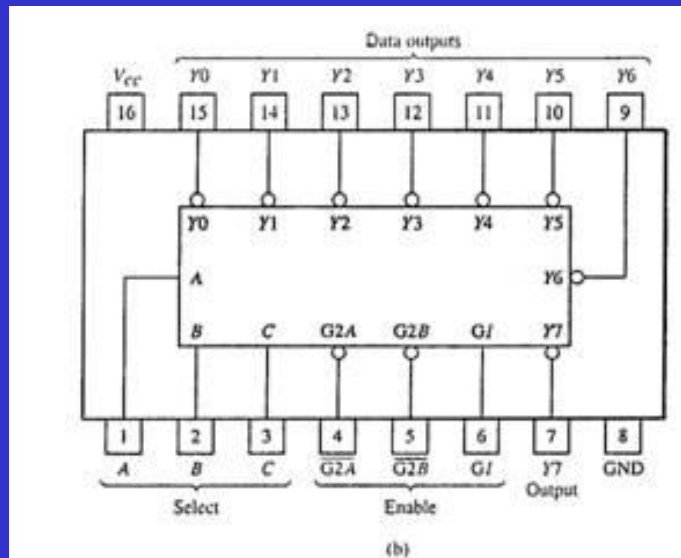 Data outputs
Vcc Y0 Y1 Y2 Y3 Y4 Y5 Y6
16 15 14 13 12 11 10 9
Y0 Y1 Y2 Y3 Y4 Y5
A Y6
B C G2A G2B G1 Y7
1 2 3 4 5 6 7 8
A B C G2A G2B G1 Y7 GND
Select Enable Output
(b)